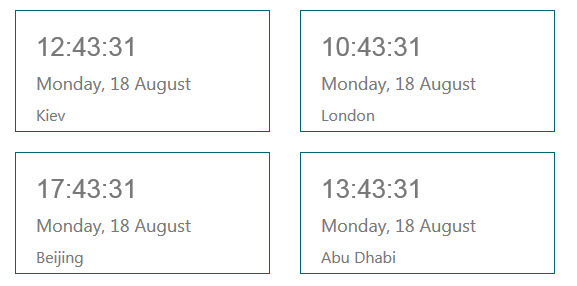 12:43:31
Monday, 18 August
Kiev
10:43:31
Monday, 18 August
London
17:43:31
Monday, 18 August
Beijing
13:43:31
Monday, 18 August
Abu Dhabi